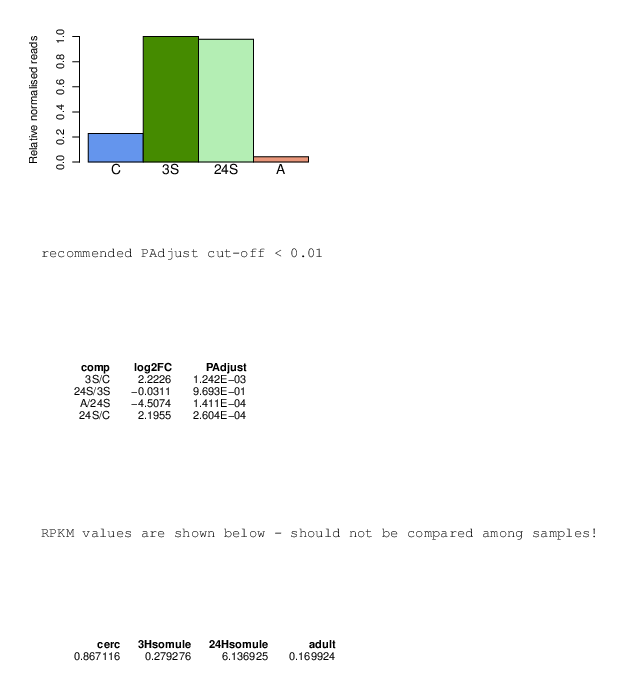 Relative normalised reads
1.0
0.8
0.6
0.4
0.2
0.0
C 3S 24S A
recommended PAdjust cut-off < 0.01
comp log2FC PAdjust
3S/C 2.2226 1.242E−03
24S/3S −0.0311 9.693E−01
A/24S −4.5074 1.411E−04
24S/C 2.1955 2.604E−04
RPKM values are shown below - should not be compared among samples!
cerc 3Hsomule 24Hsomule adult
0.867116 0.279276 6.136925 0.169924